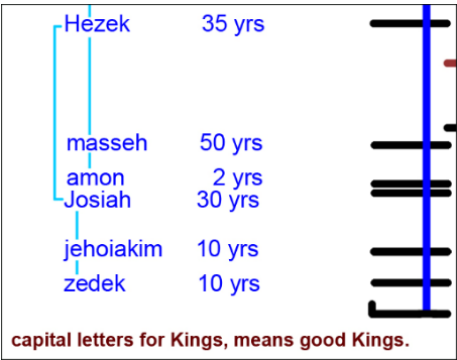 Hezek 35 yrs
masseh 50 yrs
amon 2 yrs
Josiah 30 yrs
jehoiakim 10 yrs
zedek 10 yrs
capital letters for Kings, means good Kings.